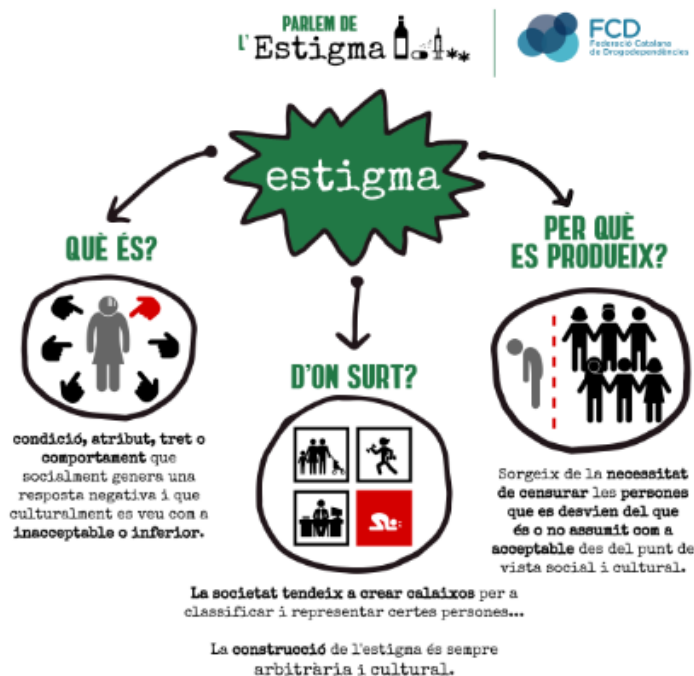 PARLEM DE
L'Estigma
FCD
Federació Catalana
de Drogodependències
estigma
QUÈ ÉS?
condició, atribut, tret o
comportament que
socialment genera una
resposta negativa i que
culturalment es veu com a
inacceptable o inferior.
D'ON SURT?
La societat tendeix a crear calaixos per a
classificar i representar certes persones...
La construcció de l'estigma és sempre
arbitrària i cultural.
PER QUÈ
ES PRODUEIX?
Sorgeix de la necessitat
de censurar les persones
que es desvien del que
és o no assumit com a
acceptable des del punt de
vista social i cultural.